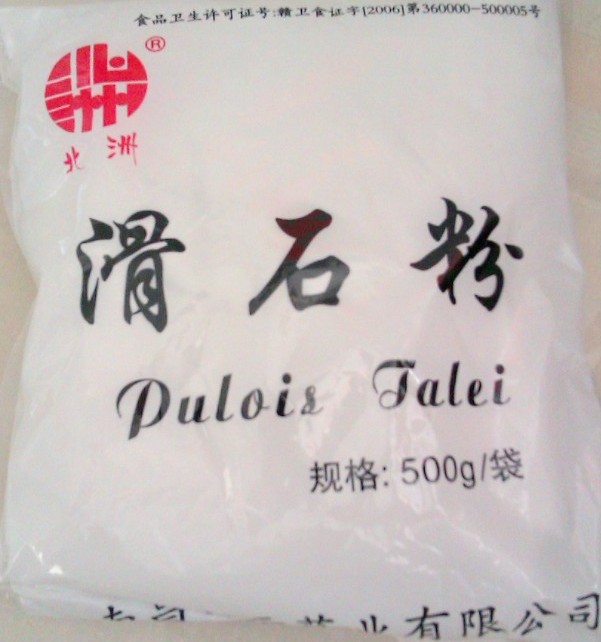 食品卫生许可证号:赣卫食证字[2006]第360000-500005号
®
北洲
滑石粉
Pulois Talei
规格: 500g/袋
药业有限公司